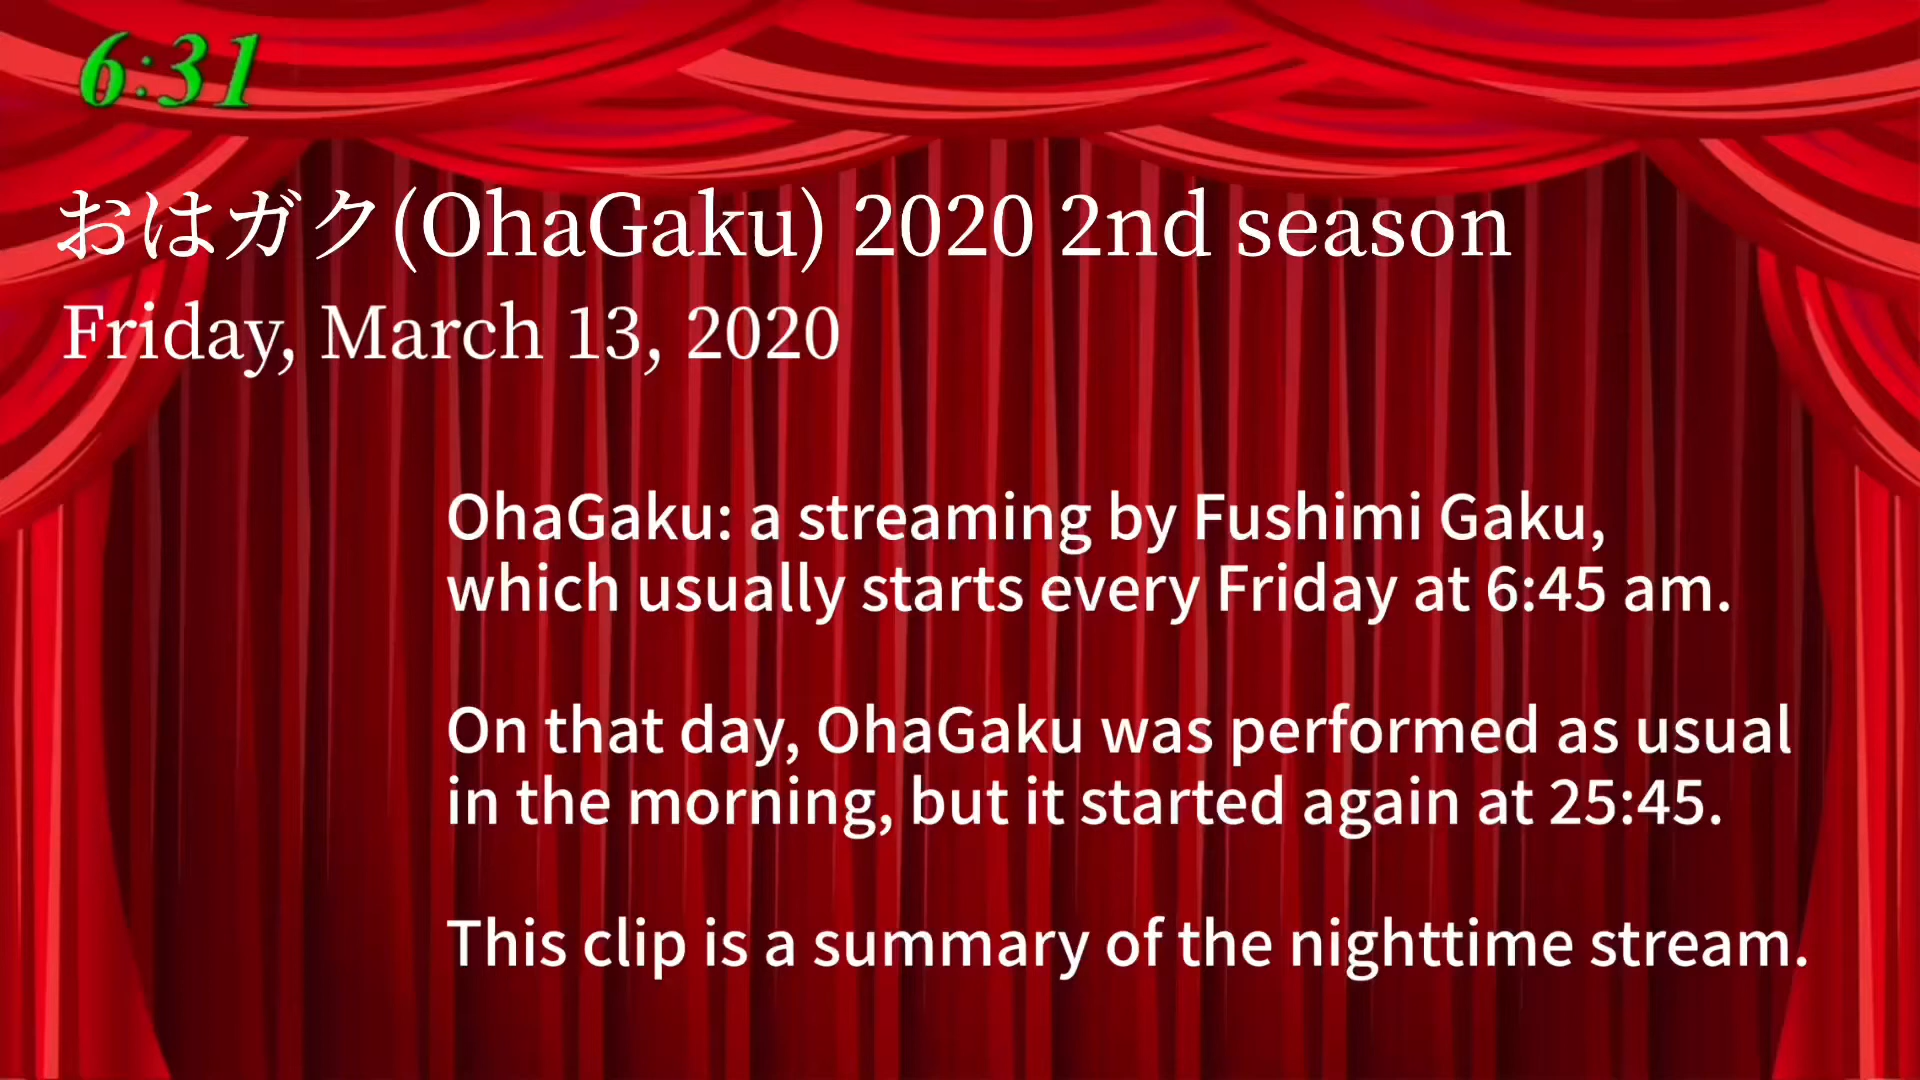 6:31
おはガク(OhaGaku) 2020 2nd season
Friday, March 13, 2020
OhaGaku: a streaming by Fushimi Gaku,
which usually starts every Friday at 6:45 am.
On that day, OhaGaku was performed as usual
in the morning, but it started again at 25:45.
This clip is a summary of the nighttime stream.